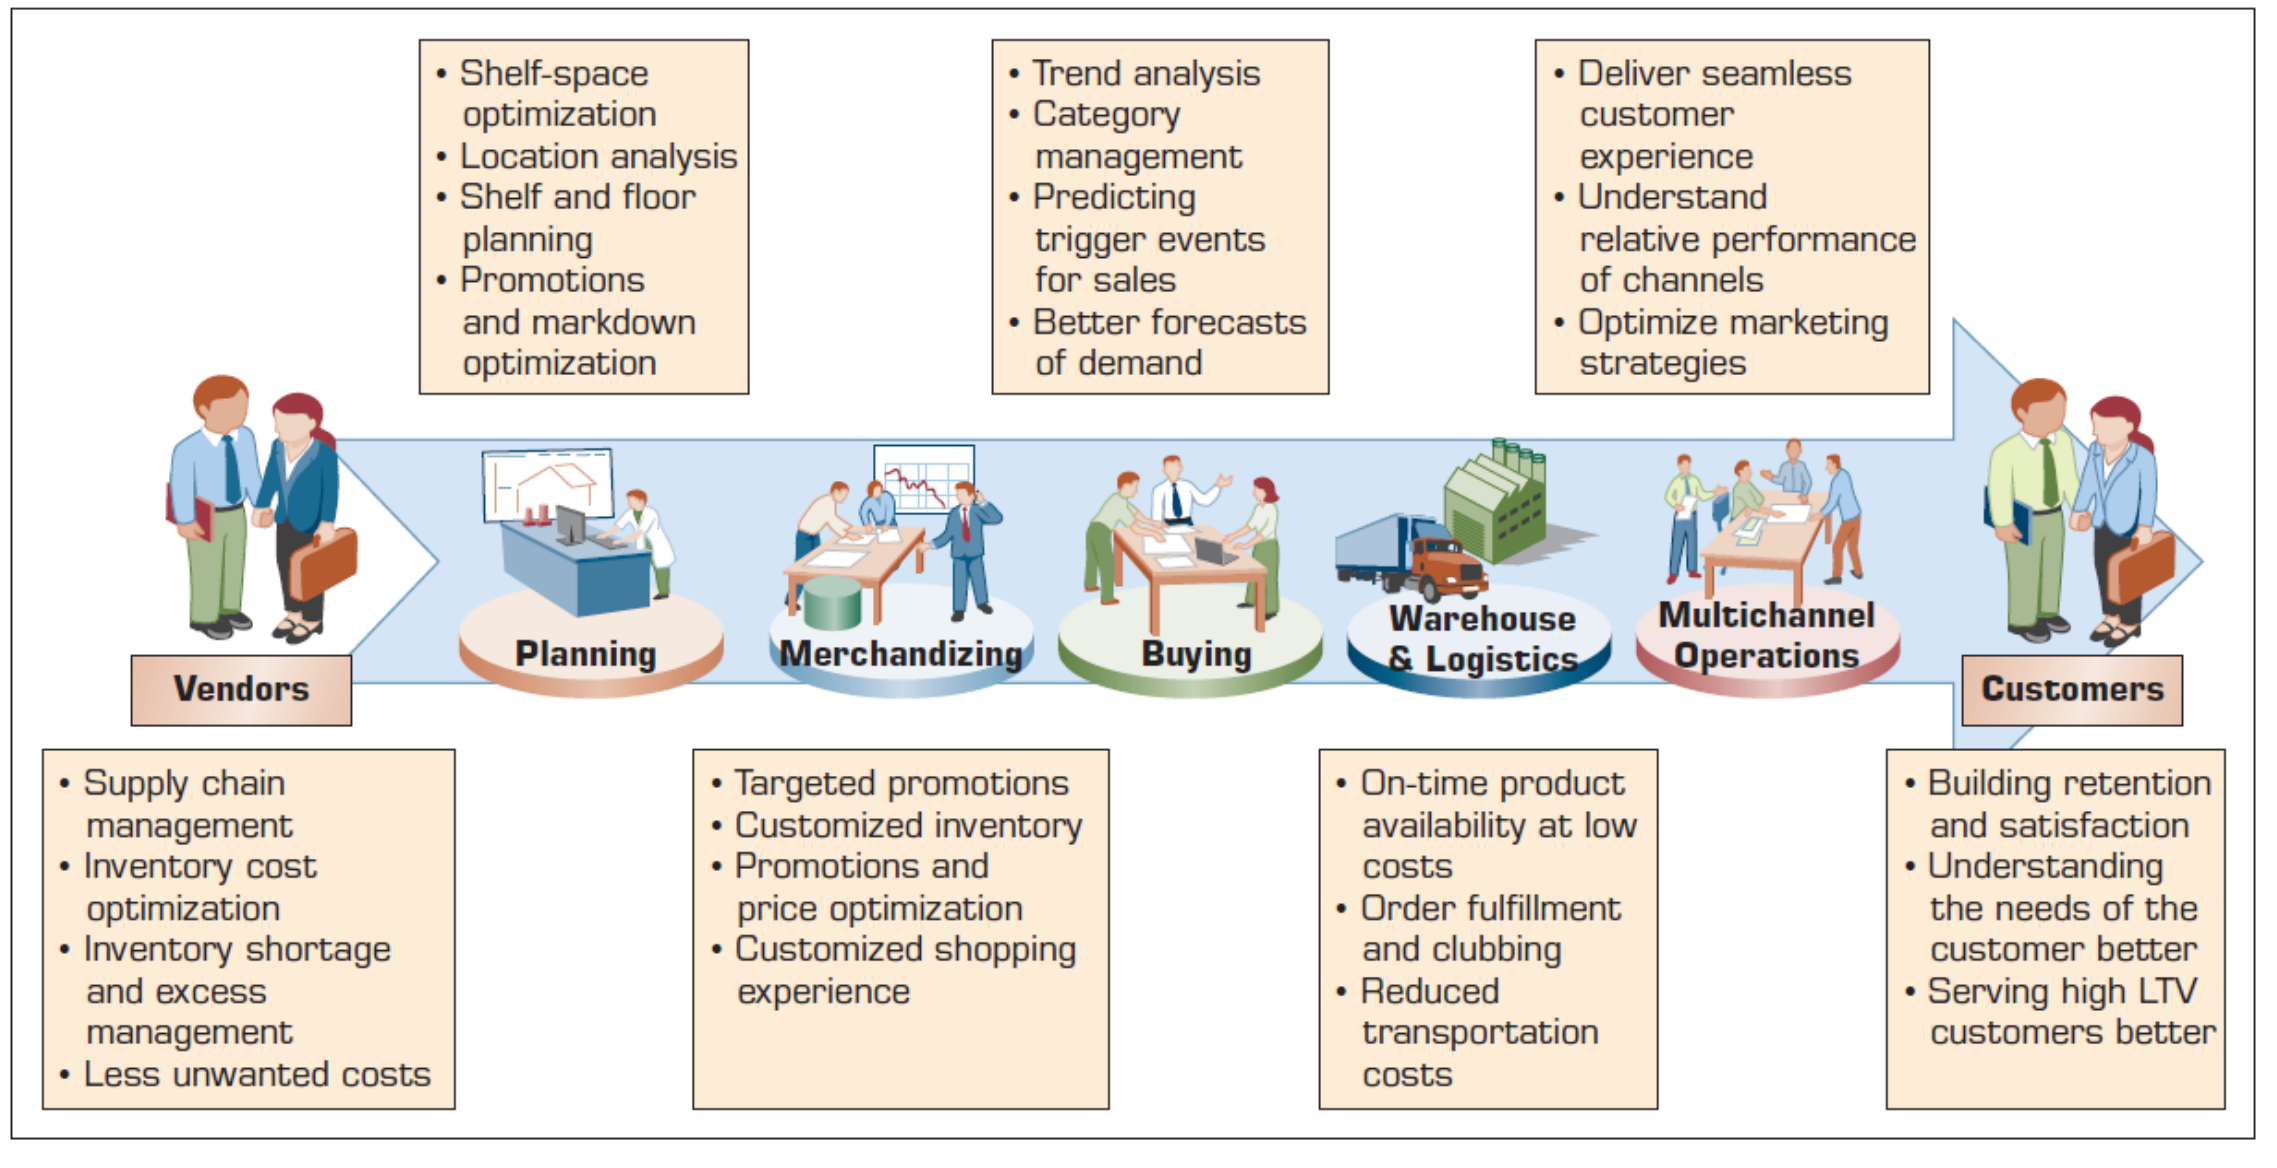 • Shelf-space
optimization
• Location analysis
• Shelf and floor
planning
• Promotions
and markdown
optimization
• Trend analysis
• Category
management
• Predicting
trigger events
for sales
• Better forecasts
of demand
• Deliver seamless
customer
experience
• Understand
relative performance
of channels
• Optimize marketing
strategies
Vendors
Planning
Merchandizing
Buying
Warehouse
& Logistics
Multichannel
Operations
Customers
• Supply chain
management
• Inventory cost
optimization
• Inventory shortage
and excess
management
• Less unwanted costs
• Targeted promotions
• Customized inventory
• Promotions and
price optimization
• Customized shopping
experience
• On-time product
availability at low
costs
• Order fulfillment
and clubbing
• Reduced
transportation
costs
• Building retention
and satisfaction
• Understanding
the needs of the
customer better
• Serving high LTV
customers better